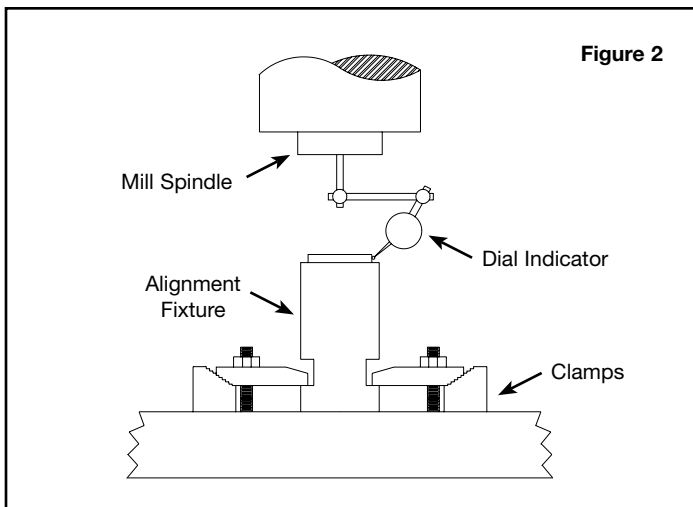 Figure 2
Mill Spindle
Dial Indicator
Alignment
Fixture
Clamps